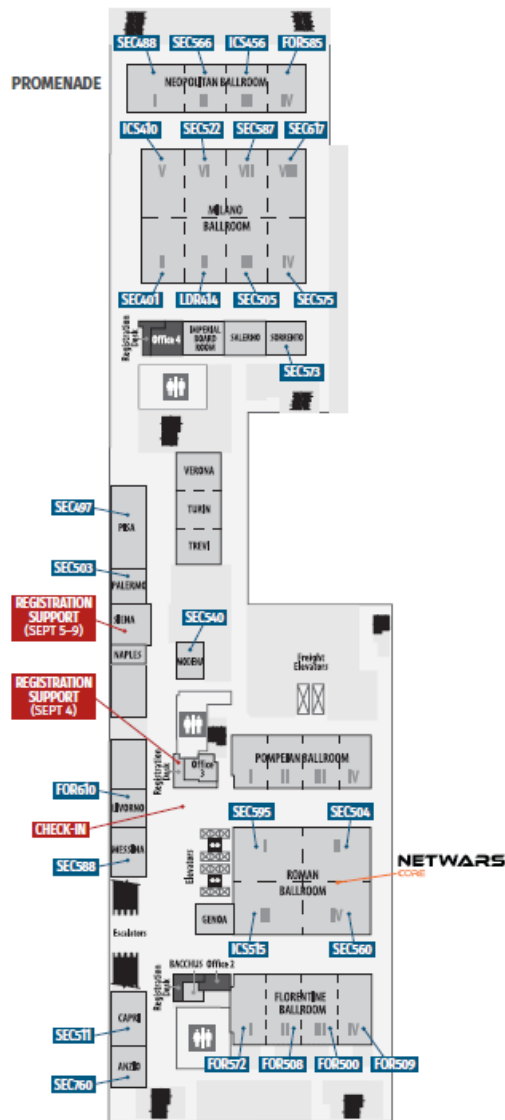 SEC488
SEC566
ICS456
FOR585
PROMENADE
NEOPOLITAN BALLROOM
I
II
III
IV
ICS410
SEC522
SEC587
SEC617
V
VI
VII
VIII
MILANO
BALLROOM
I
II
III
IV
SEC401
LDR414
SEC505
SEC575
Registration
Desk
Office 4
IMPERIAL
BOARD
ROOM
SALERNO
SORRENTO
SEC573
VERONA
TURIN
TREVI
SEC497
PISA
SEC503
PALERMO
REGISTRATION
SUPPORT
(SEPT 5–9)
SIENA
NAPLES
SEC540
MODENA
Freight
Elevators
REGISTRATION
SUPPORT
(SEPT 4)
Registration
Desk
Office
3
POMPEIAN BALLROOM
I
II
III
IV
FOR610
LIVORNO
CHECK-IN
MESSINA
SEC588
Elevators
SEC595
SEC504
I
II
ROMAN
BALLROOM
III
IV
NETWARS
CORE
GENOA
ICS515
SEC560
Escalators
BACCHUS
Office 2
Registration
Desk
FLORENTINE
BALLROOM
I
II
III
IV
CAPRI
SEC511
ANZIO
SEC760
FOR572
FOR508
FOR500
FOR509